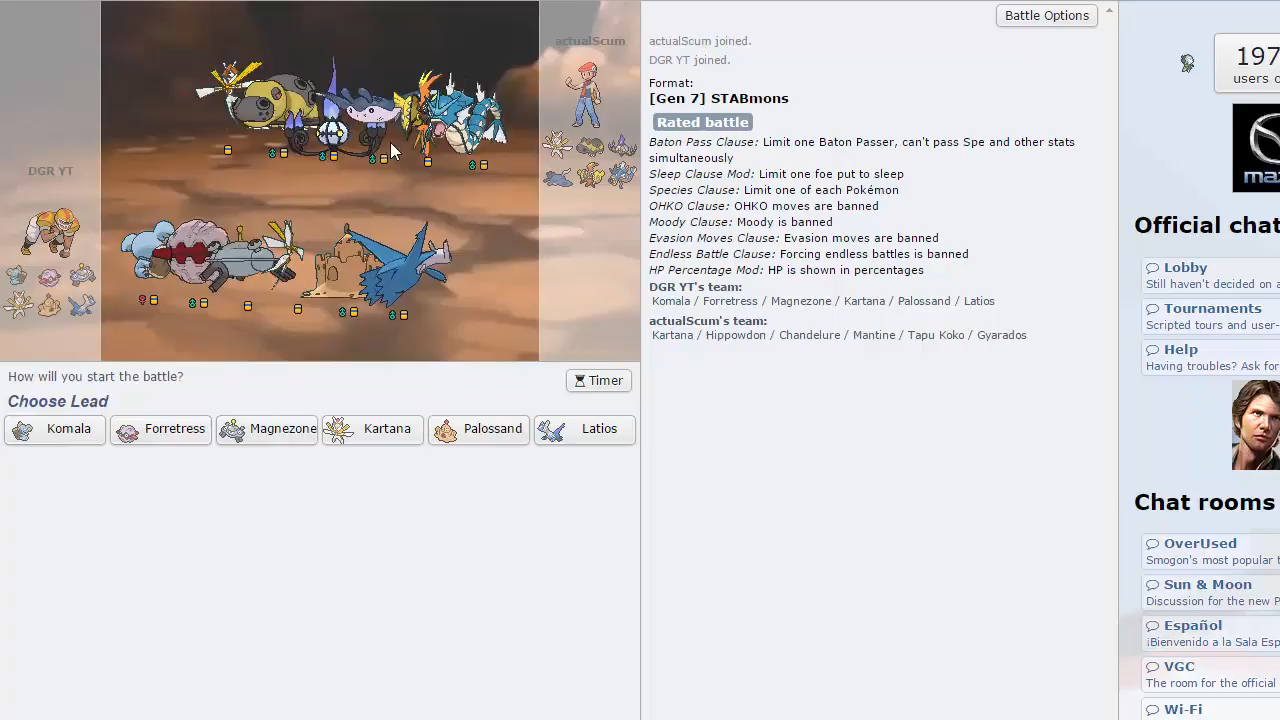 Battle Options
actualScum
actualScum joined.
DGR YT joined.
Format:
[Gen 7] STABmons
Rated battle
Baton Pass Clause: Limit one Baton Passer, can't pass Spe and other stats
simultaneously
Sleep Clause Mod: Limit one foe put to sleep
Species Clause: Limit one of each Pokémon
OHKO Clause: OHKO moves are banned
Moody Clause: Moody is banned
Evasion Moves Clause: Evasion moves are banned
Endless Battle Clause: Forcing endless battles is banned
HP Percentage Mod: HP is shown in percentages
DGR YT's team:
Komala / Forretress / Magnezone / Kartana / Palossand / Latios
actualScum's team:
Kartana / Hippowdon / Chandelure / Mantine / Tapu Koko / Gyarados
DGR YT
How will you start the battle?
Timer
Choose Lead
Komala
Forretress
Magnezone
Kartana
Palossand
Latios
197
users o
maz
Official chat
Lobby
Still haven't decided on a
Tournaments
Scripted tours and user-
Help
Having troubles? Ask for
Chat rooms
OverUsed
Smogon's most popular t
Sun & Moon
Discussion for the new P
Español
¡Bienvenido a la Sala Esp
VGC
The room for the official
Wi-Fi